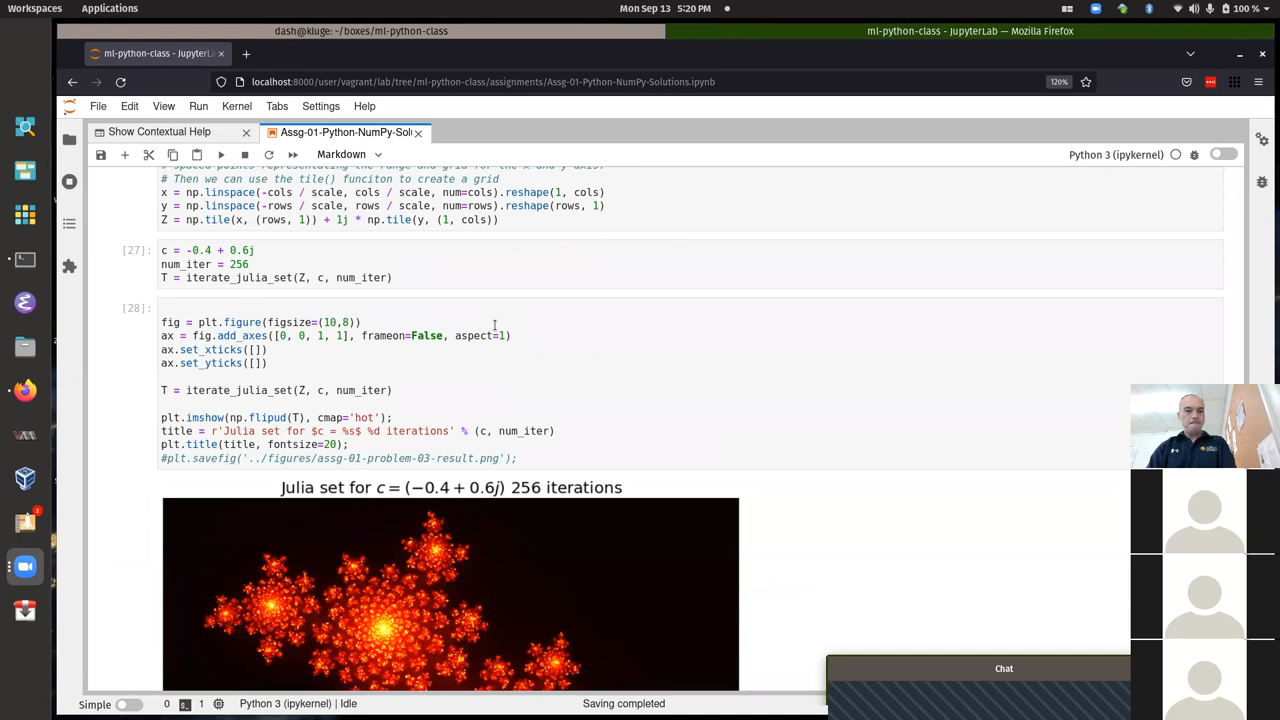 Workspaces Applications Mon Sep 13 5:20 PM 100 %
dash@kluge: ~/boxes/ml-python-class ml-python-class - JupyterLab — Mozilla Firefox
ml-python-class - JupyterLab
localhost:8000/user/vagrant/lab/tree/ml-python-class/assignments/Assg-01-Python-NumPy-Solutions.ipynb 120%
File Edit View Run Kernel Tabs Settings Help
Show Contextual Help Assg-01-Python-NumPy-Sol
Markdown Python 3 (ipykernel)
# Then we can use the tile() funciton to create a grid
x = np.linspace(-cols / scale, cols / scale, num=cols).reshape(1, cols)
y = np.linspace(-rows / scale, rows / scale, num=rows).reshape(rows, 1)
Z = np.tile(x, (rows, 1)) + 1j * np.tile(y, (1, cols))
[27]: c = -0.4 + 0.6j
num_iter = 256
T = iterate_julia_set(Z, c, num_iter)
[28]:
fig = plt.figure(figsize=(10,8))
ax = fig.add_axes([0, 0, 1, 1], frameon=False, aspect=1)
ax.set_xticks([])
ax.set_yticks([])
T = iterate_julia_set(Z, c, num_iter)
plt.imshow(np.flipud(T), cmap='hot');
title = r'Julia set for $c = %s$ %d iterations' % (c, num_iter)
plt.title(title, fontsize=20);
#plt.savefig('../figures/assg-01-problem-03-result.png');
Julia set for c = (−0.4 + 0.6j) 256 iterations
2
Chat
Simple 0 1 Python 3 (ipykernel) | Idle Saving completed